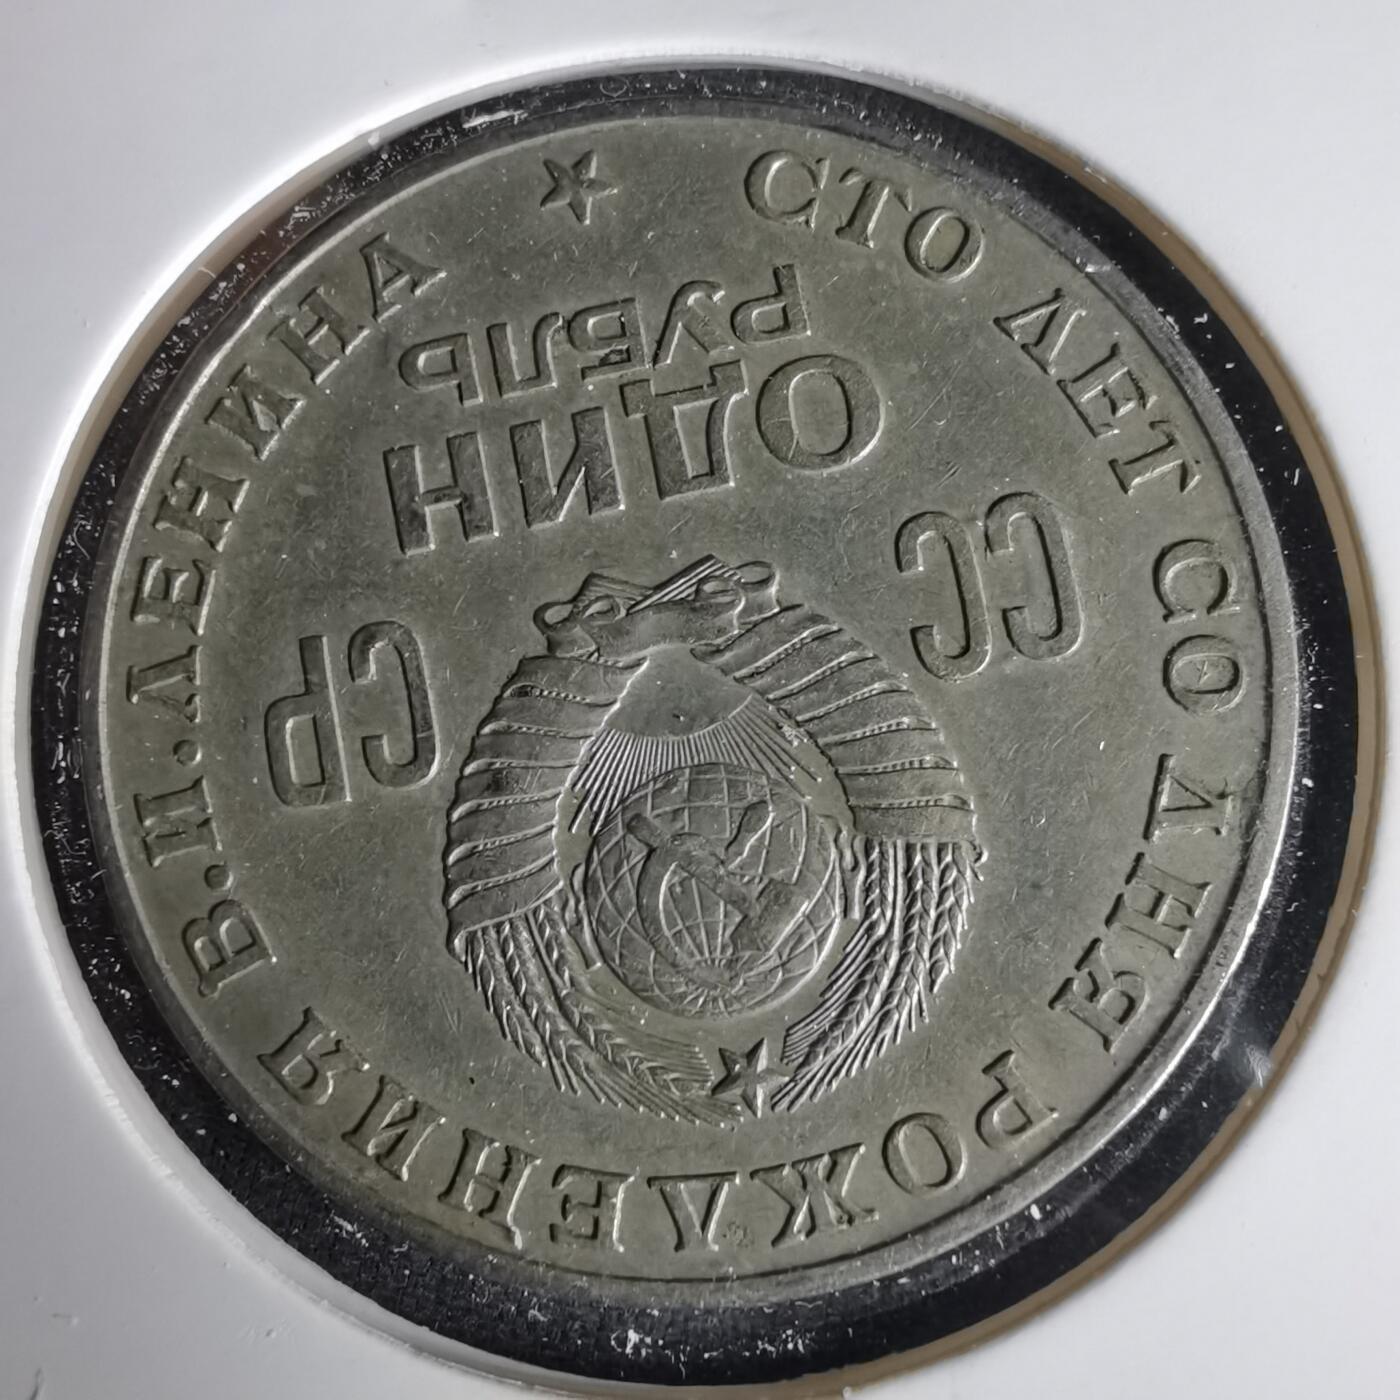 СТО ЛЕТ СО ДНЯ РОЖДЕНИЯ В.И.ЛЕНИНА
СС СР
ОДИН
РУБЛЬ